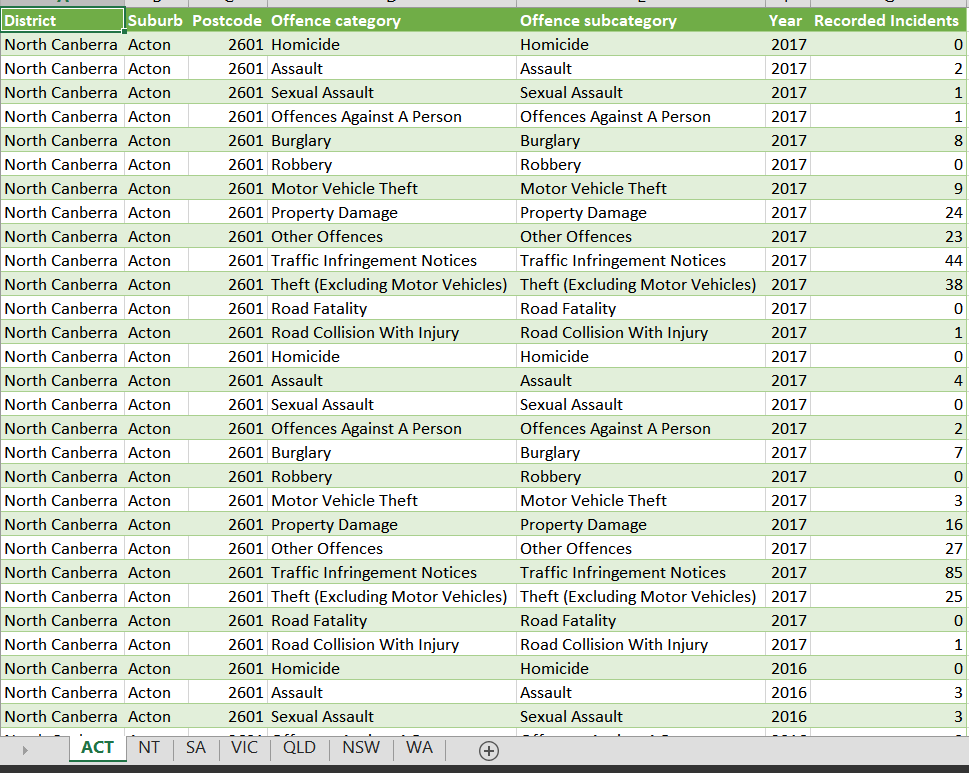 District Suburb Postcode Offence category Offence subcategory Year Recorded Incidents
North Canberra Acton 2601 Homicide Homicide 2017 0
North Canberra Acton 2601 Assault Assault 2017 2
North Canberra Acton 2601 Sexual Assault Sexual Assault 2017 1
North Canberra Acton 2601 Offences Against A Person Offences Against A Person 2017 1
North Canberra Acton 2601 Burglary Burglary 2017 8
North Canberra Acton 2601 Robbery Robbery 2017 0
North Canberra Acton 2601 Motor Vehicle Theft Motor Vehicle Theft 2017 9
North Canberra Acton 2601 Property Damage Property Damage 2017 24
North Canberra Acton 2601 Other Offences Other Offences 2017 23
North Canberra Acton 2601 Traffic Infringement Notices Traffic Infringement Notices 2017 44
North Canberra Acton 2601 Theft (Excluding Motor Vehicles) Theft (Excluding Motor Vehicles) 2017 38
North Canberra Acton 2601 Road Fatality Road Fatality 2017 0
North Canberra Acton 2601 Road Collision With Injury Road Collision With Injury 2017 1
North Canberra Acton 2601 Homicide Homicide 2017 0
North Canberra Acton 2601 Assault Assault 2017 4
North Canberra Acton 2601 Sexual Assault Sexual Assault 2017 0
North Canberra Acton 2601 Offences Against A Person Offences Against A Person 2017 2
North Canberra Acton 2601 Burglary Burglary 2017 7
North Canberra Acton 2601 Robbery Robbery 2017 0
North Canberra Acton 2601 Motor Vehicle Theft Motor Vehicle Theft 2017 3
North Canberra Acton 2601 Property Damage Property Damage 2017 16
North Canberra Acton 2601 Other Offences Other Offences 2017 27
North Canberra Acton 2601 Traffic Infringement Notices Traffic Infringement Notices 2017 85
North Canberra Acton 2601 Theft (Excluding Motor Vehicles) Theft (Excluding Motor Vehicles) 2017 25
North Canberra Acton 2601 Road Fatality Road Fatality 2017 0
North Canberra Acton 2601 Road Collision With Injury Road Collision With Injury 2017 1
North Canberra Acton 2601 Homicide Homicide 2016 0
North Canberra Acton 2601 Assault Assault 2016 3
North Canberra Acton 2601 Sexual Assault Sexual Assault 2016 3
ACT NT SA VIC QLD NSW WA